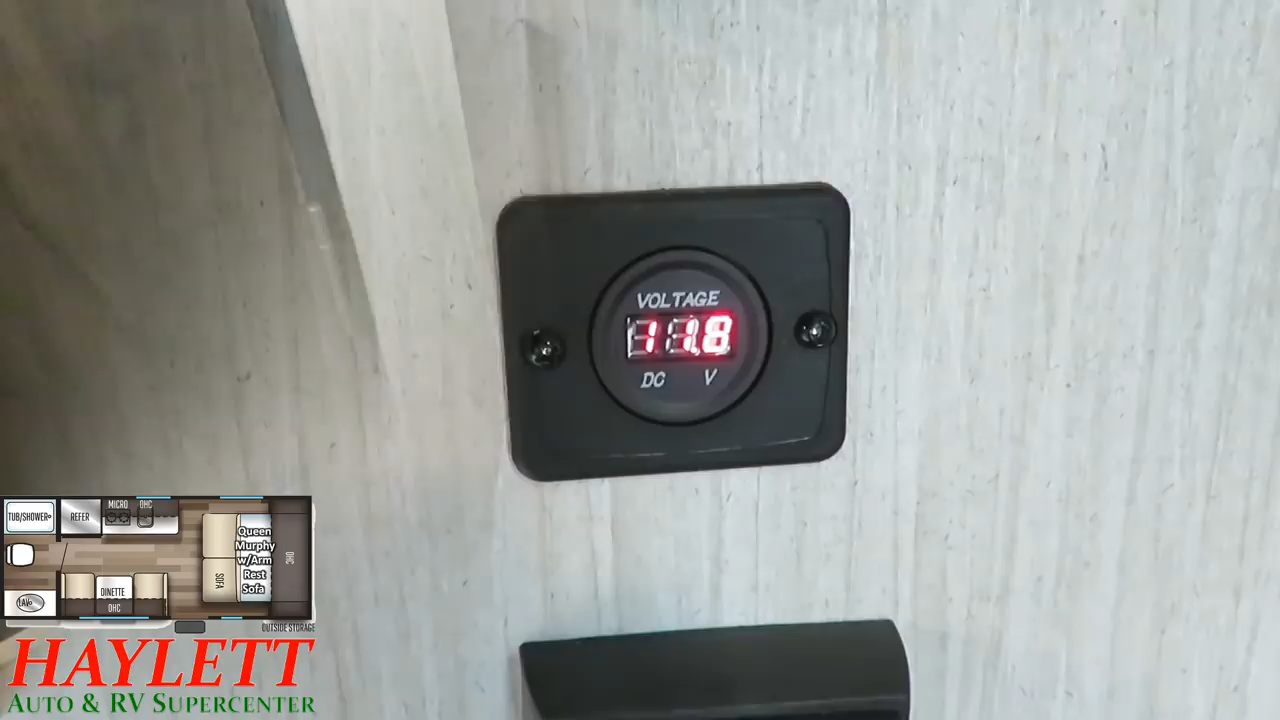 VOLTAGE
11.8
DC V
TUB/SHOWER
REFER
MICRO
OHC
Queen
Murphy
w/Arm
Rest
Sofa
SOFA
OHC
DINETTE
OHC
LAV
OUTSIDE STORAGE
HAYLETT
AUTO & RV SUPERCENTER